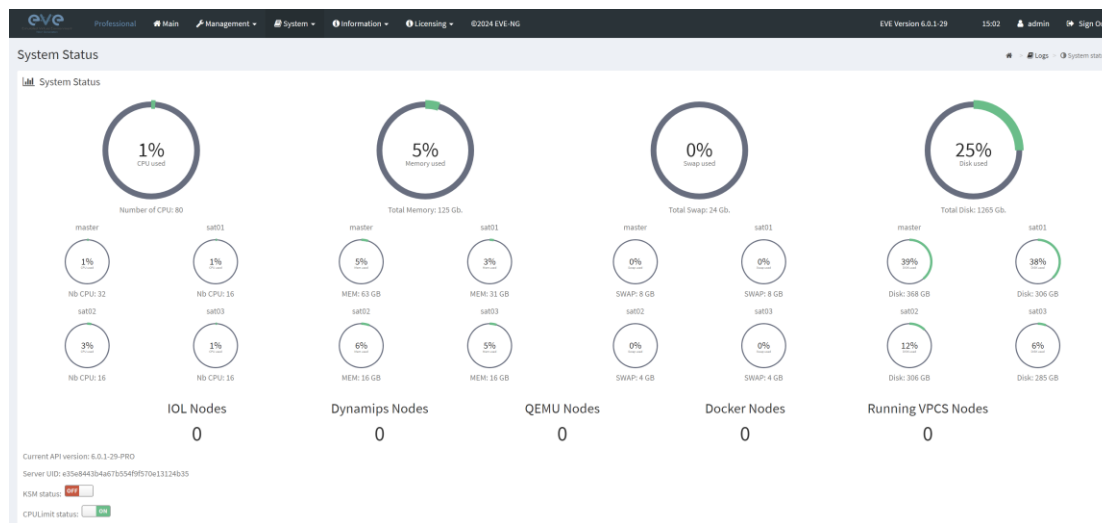 eve
Professional Main Management System Information Licensing ©2024 EVE-NG EVE Version 6.0.1-29 15:02 admin Sign O
System Status
Logs System stat
System Status
1%
CPU used
Number of CPU: 80
5%
Memory used
Total Memory: 125 Gb.
0%
Swap used
Total Swap: 24 Gb.
25%
Disk used
Total Disk: 1265 Gb.
master sat01 master sat01 master sat01 master sat01
1% 1% 5% 3% 0% 0% 39% 38%
Nb CPU: 32 Nb CPU: 16 MEM: 63 GB MEM: 31 GB SWAP: 8 GB SWAP: 8 GB Disk: 368 GB Disk: 306 GB
sat02 sat03 sat02 sat03 sat02 sat03 sat02 sat03
3% 1% 6% 5% 0% 0% 12% 6%
Nb CPU: 16 Nb CPU: 16 MEM: 16 GB MEM: 16 GB SWAP: 4 GB SWAP: 4 GB Disk: 306 GB Disk: 285 GB
IOL Nodes Dynamips Nodes QEMU Nodes Docker Nodes Running VPCS Nodes
0 0 0 0 0
Current API version: 6.0.1-29-PRO
Server UID: e35e8443b4a67b554f9f570e13124b35
KSM status: OFF
CPULimit status: ON